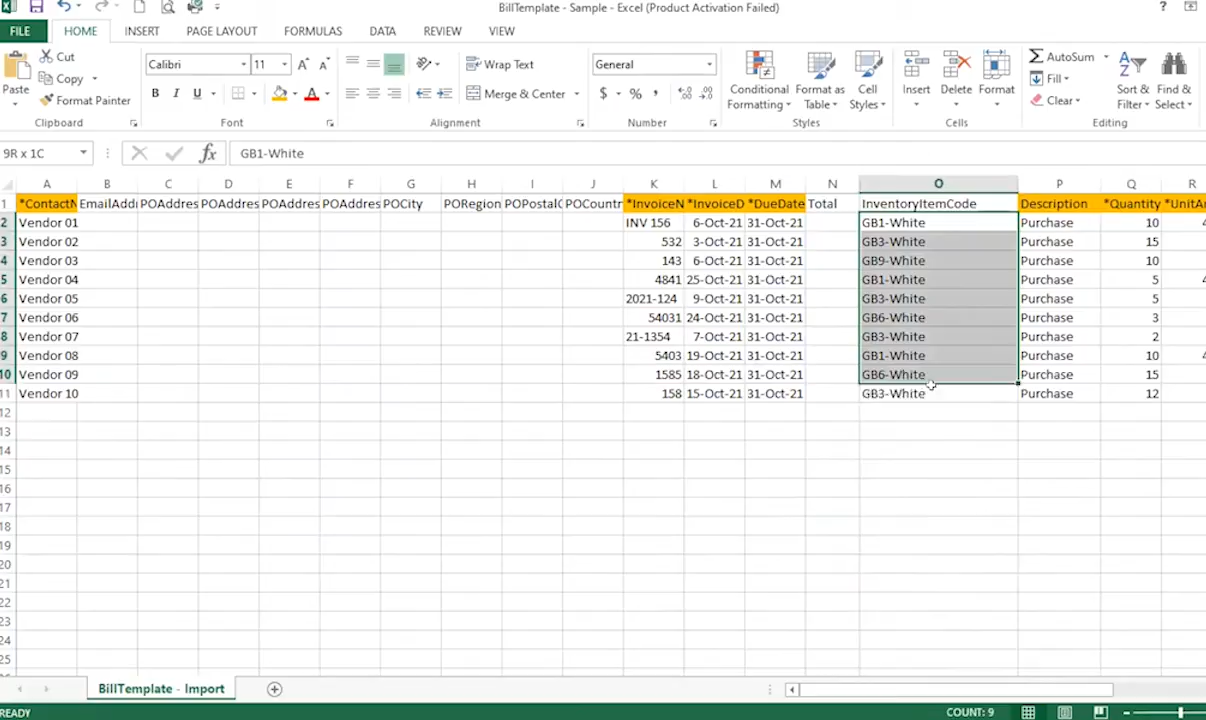 BillTemplate - Sample - Excel (Product Activation Failed)
FILE HOME INSERT PAGE LAYOUT FORMULAS DATA REVIEW VIEW
Paste Cut Copy Format Painter
Calibri 11 B I U A
Wrap Text Merge & Center
General $ % ,
Conditional Formatting Format as Table Cell Styles
Insert Delete Format
AutoSum Fill Clear Sort & Filter Find & Select
Clipboard Font Alignment Number Styles Cells Editing
9R x 1C fx GB1-White
A B C D E F G H I J K L M N O P Q R
1 *ContactN EmailAddi POAddres POAddres POAddres POAddres POCity PORegion POPostalC POCountr *InvoiceN *InvoiceD *DueDate Total InventoryItemCode Description *Quantity *UnitAr
2 Vendor 01 INV 156 6-Oct-21 31-Oct-21 GB1-White Purchase 10
3 Vendor 02 532 3-Oct-21 31-Oct-21 GB3-White Purchase 15
4 Vendor 03 143 6-Oct-21 31-Oct-21 GB9-White Purchase 10
5 Vendor 04 4841 25-Oct-21 31-Oct-21 GB1-White Purchase 5
6 Vendor 05 2021-124 9-Oct-21 31-Oct-21 GB3-White Purchase 5
7 Vendor 06 54031 24-Oct-21 31-Oct-21 GB6-White Purchase 3
8 Vendor 07 21-1354 7-Oct-21 31-Oct-21 GB6-White Purchase 2
9 Vendor 08 5403 19-Oct-21 31-Oct-21 GB1-White Purchase 10
10 Vendor 09 1585 18-Oct-21 31-Oct-21 GB6-White Purchase 15
11 Vendor 10 158 15-Oct-21 31-Oct-21 GB3-White Purchase 12
12
13
14
15
16
17
18
19
20
21
22
23
24
25
BillTemplate - Import
READY COUNT: 9